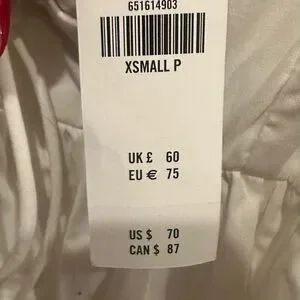 651614903
XSMALL P
UK £ 60
EU € 75
US $ 70
CAN $ 87